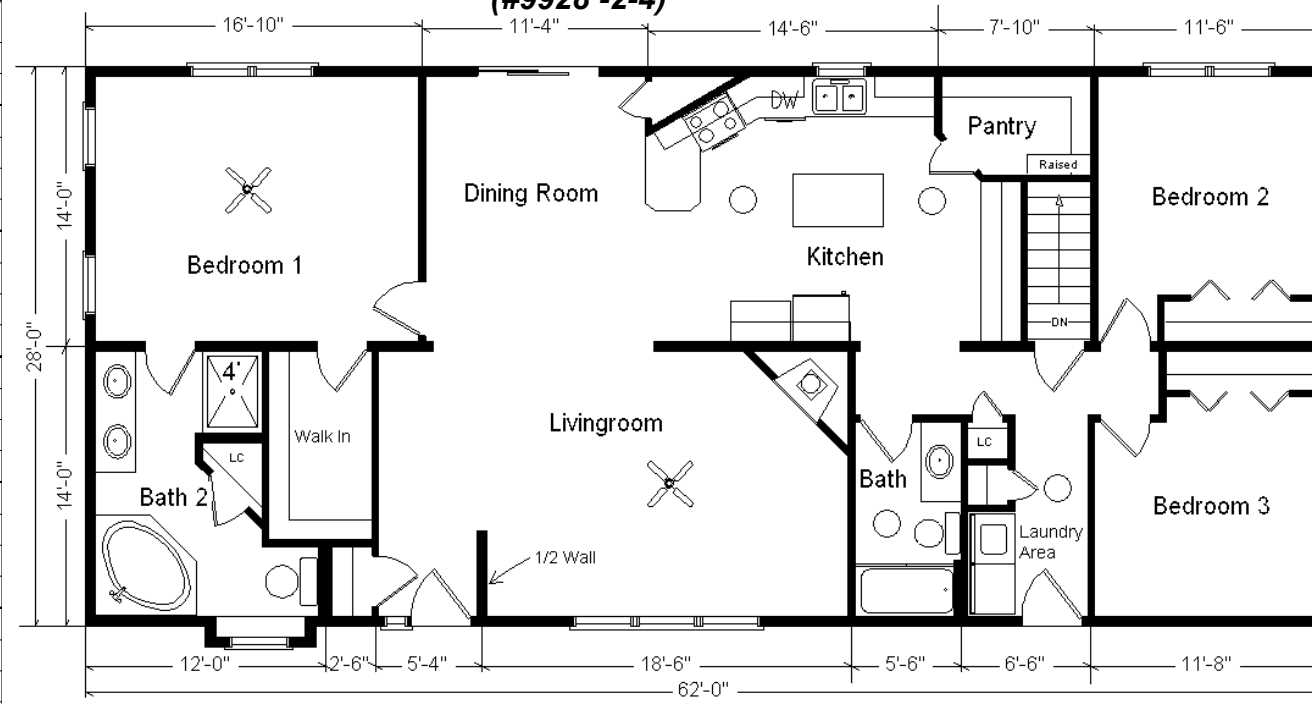 (#9928 -2-4)
16'-10"
11'-4"
14'-6"
7'-10"
11'-6"
DW
Pantry
Raised
14'-0"
Dining Room
Bedroom 2
Bedroom 1
Kitchen
DN
28'-0"
4'
Livingroom
Walk In
LC
LC
14'-0"
Bath 2
Bath
Bedroom 3
Laundry
Area
1/2 Wall
12'-0"
2'-6"
5'-4"
18'-6"
5'-6"
6'-6"
11'-8"
62'-0"